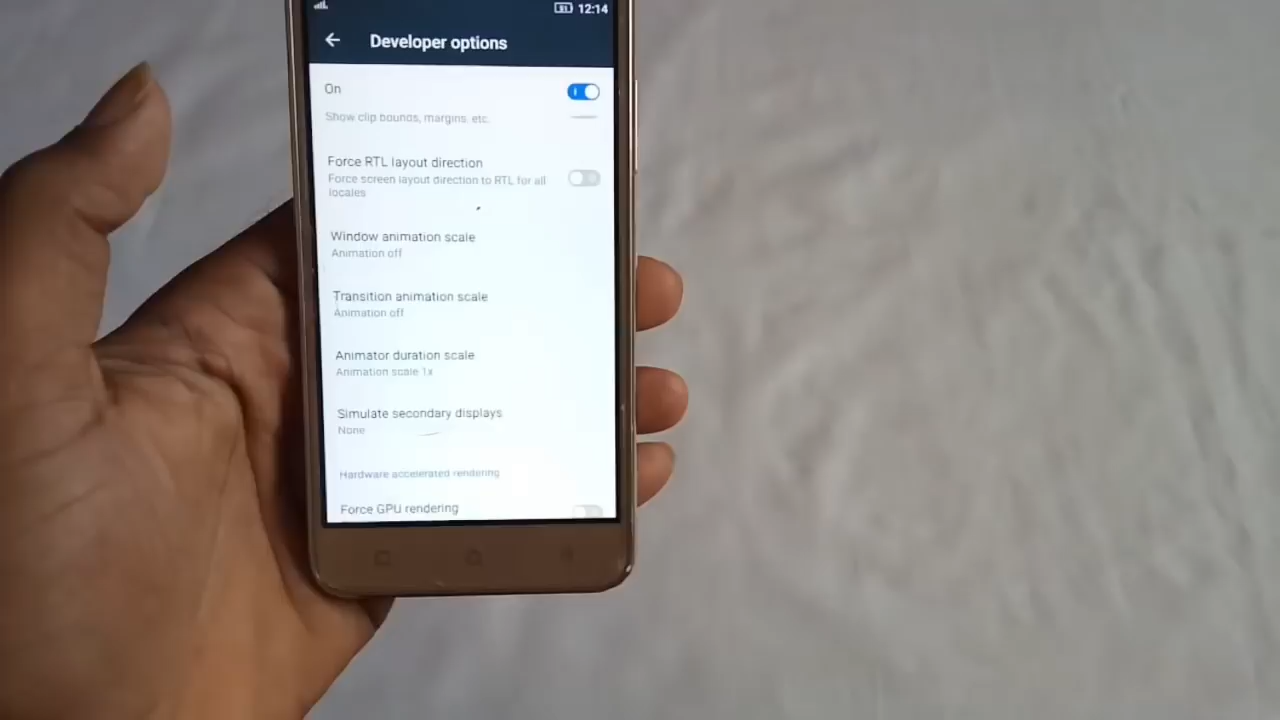 51 12:14
Developer options
On
Show clip bounds, margins, etc.
Force RTL layout direction
Force screen layout direction to RTL for all
locales
Window animation scale
Animation off
Transition animation scale
Animation off
Animator duration scale
Animation scale 1x
Simulate secondary displays
None
Hardware accelerated rendering
Force GPU rendering